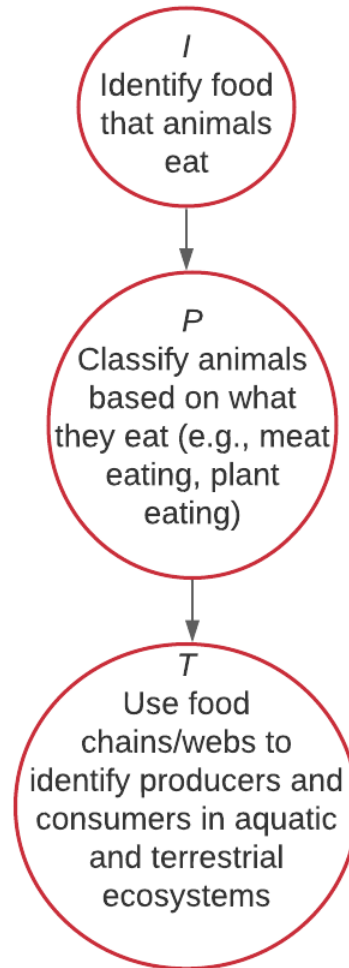 I
Identify food
that animals
eat
P
Classify animals
based on what
they eat (e.g., meat
eating, plant
eating)
T
Use food
chains/webs to
identify producers and
consumers in aquatic
and terrestrial
ecosystems